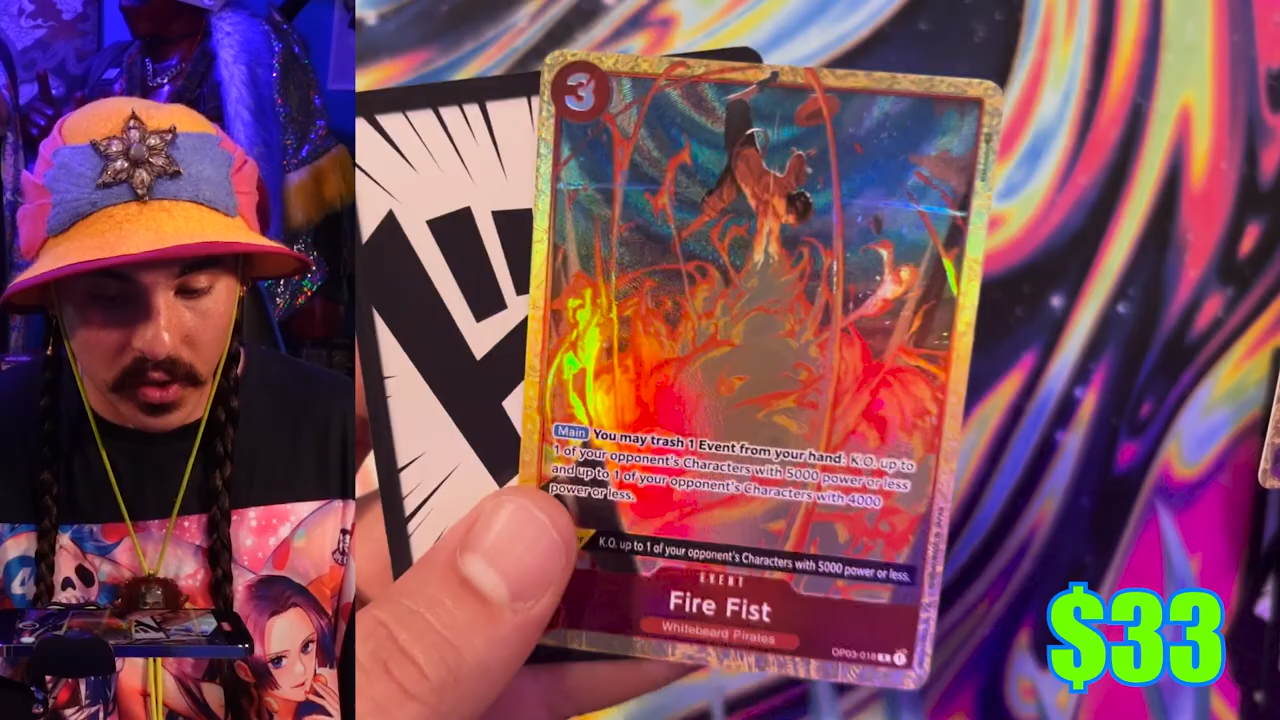 3
Main You may trash 1 Event from your hand: K.O. up to
1 of your opponent's Characters with 5000 power or less
and up to 1 of your opponent's Characters with 4000
power or less.
K.O. up to 1 of your opponent's Characters with 5000 power or less.
EVENT
Fire Fist
Whitebeard Pirates
OP03-018 R 1
$33